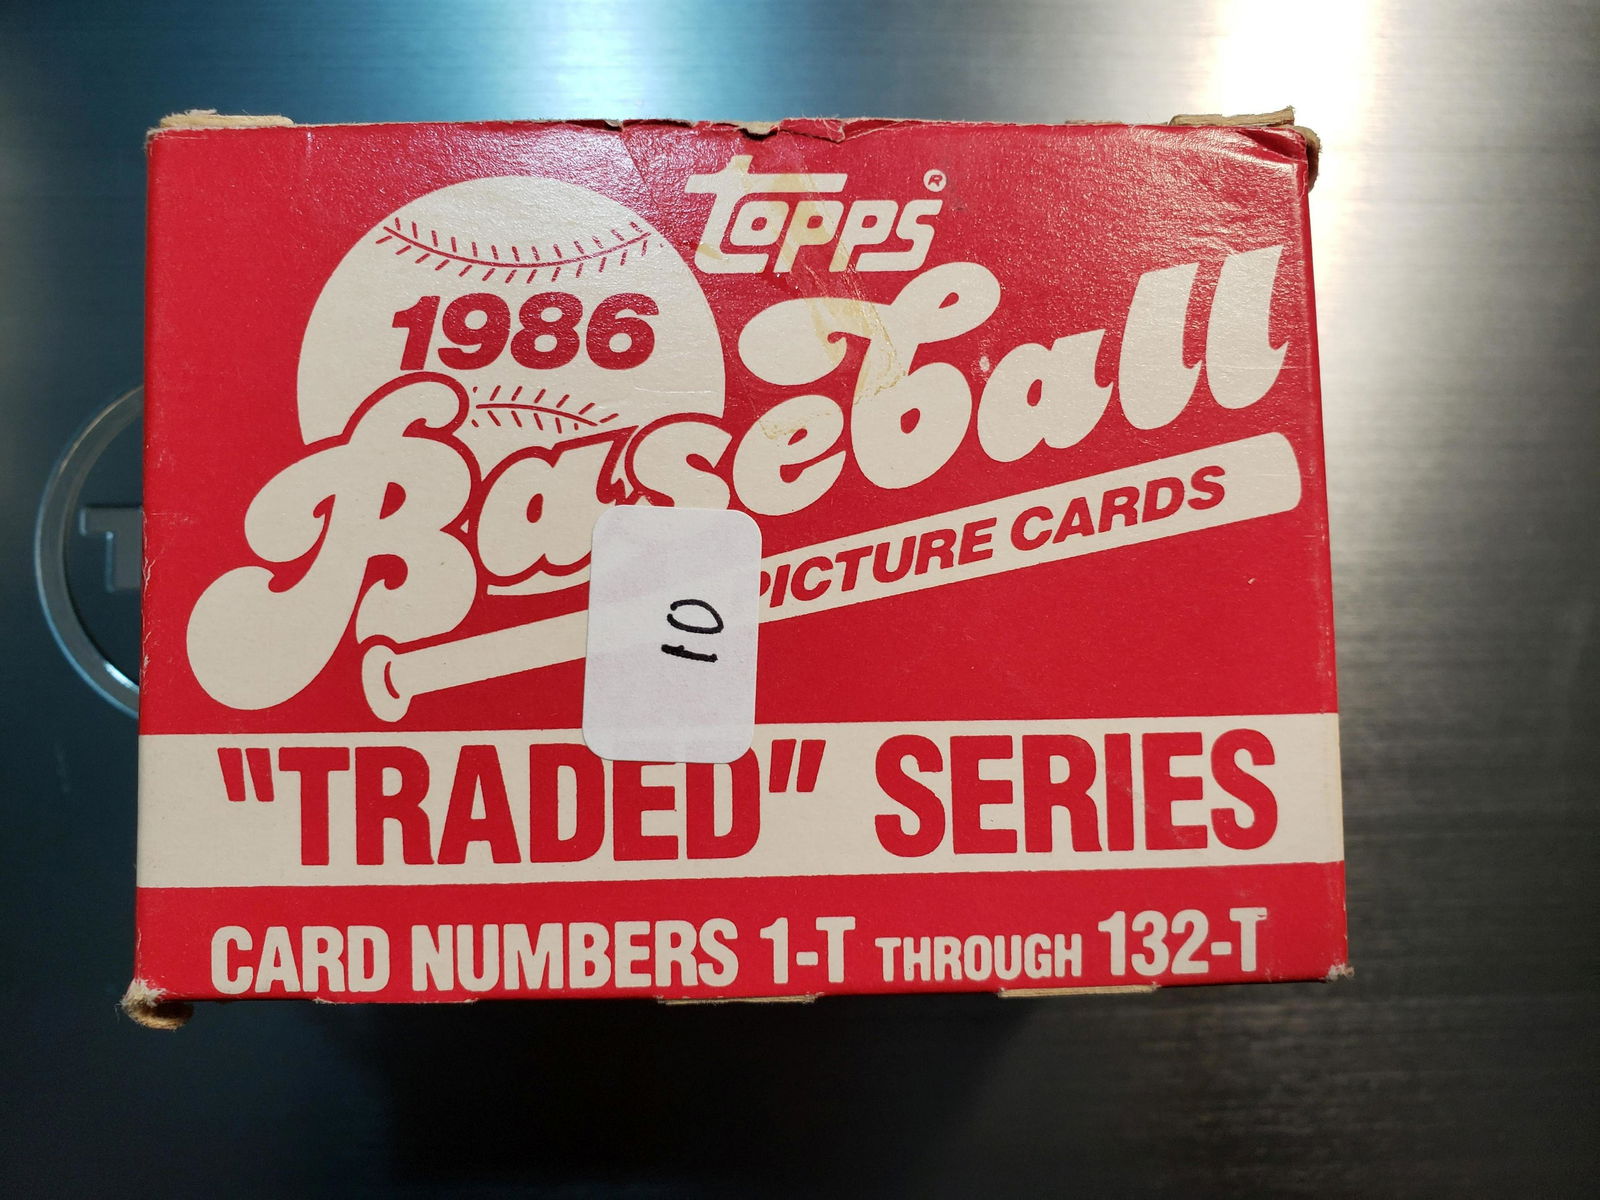 topps®
1986
Baseball
PICTURE CARDS
10
"TRADED" SERIES
CARD NUMBERS 1-T THROUGH 132-T